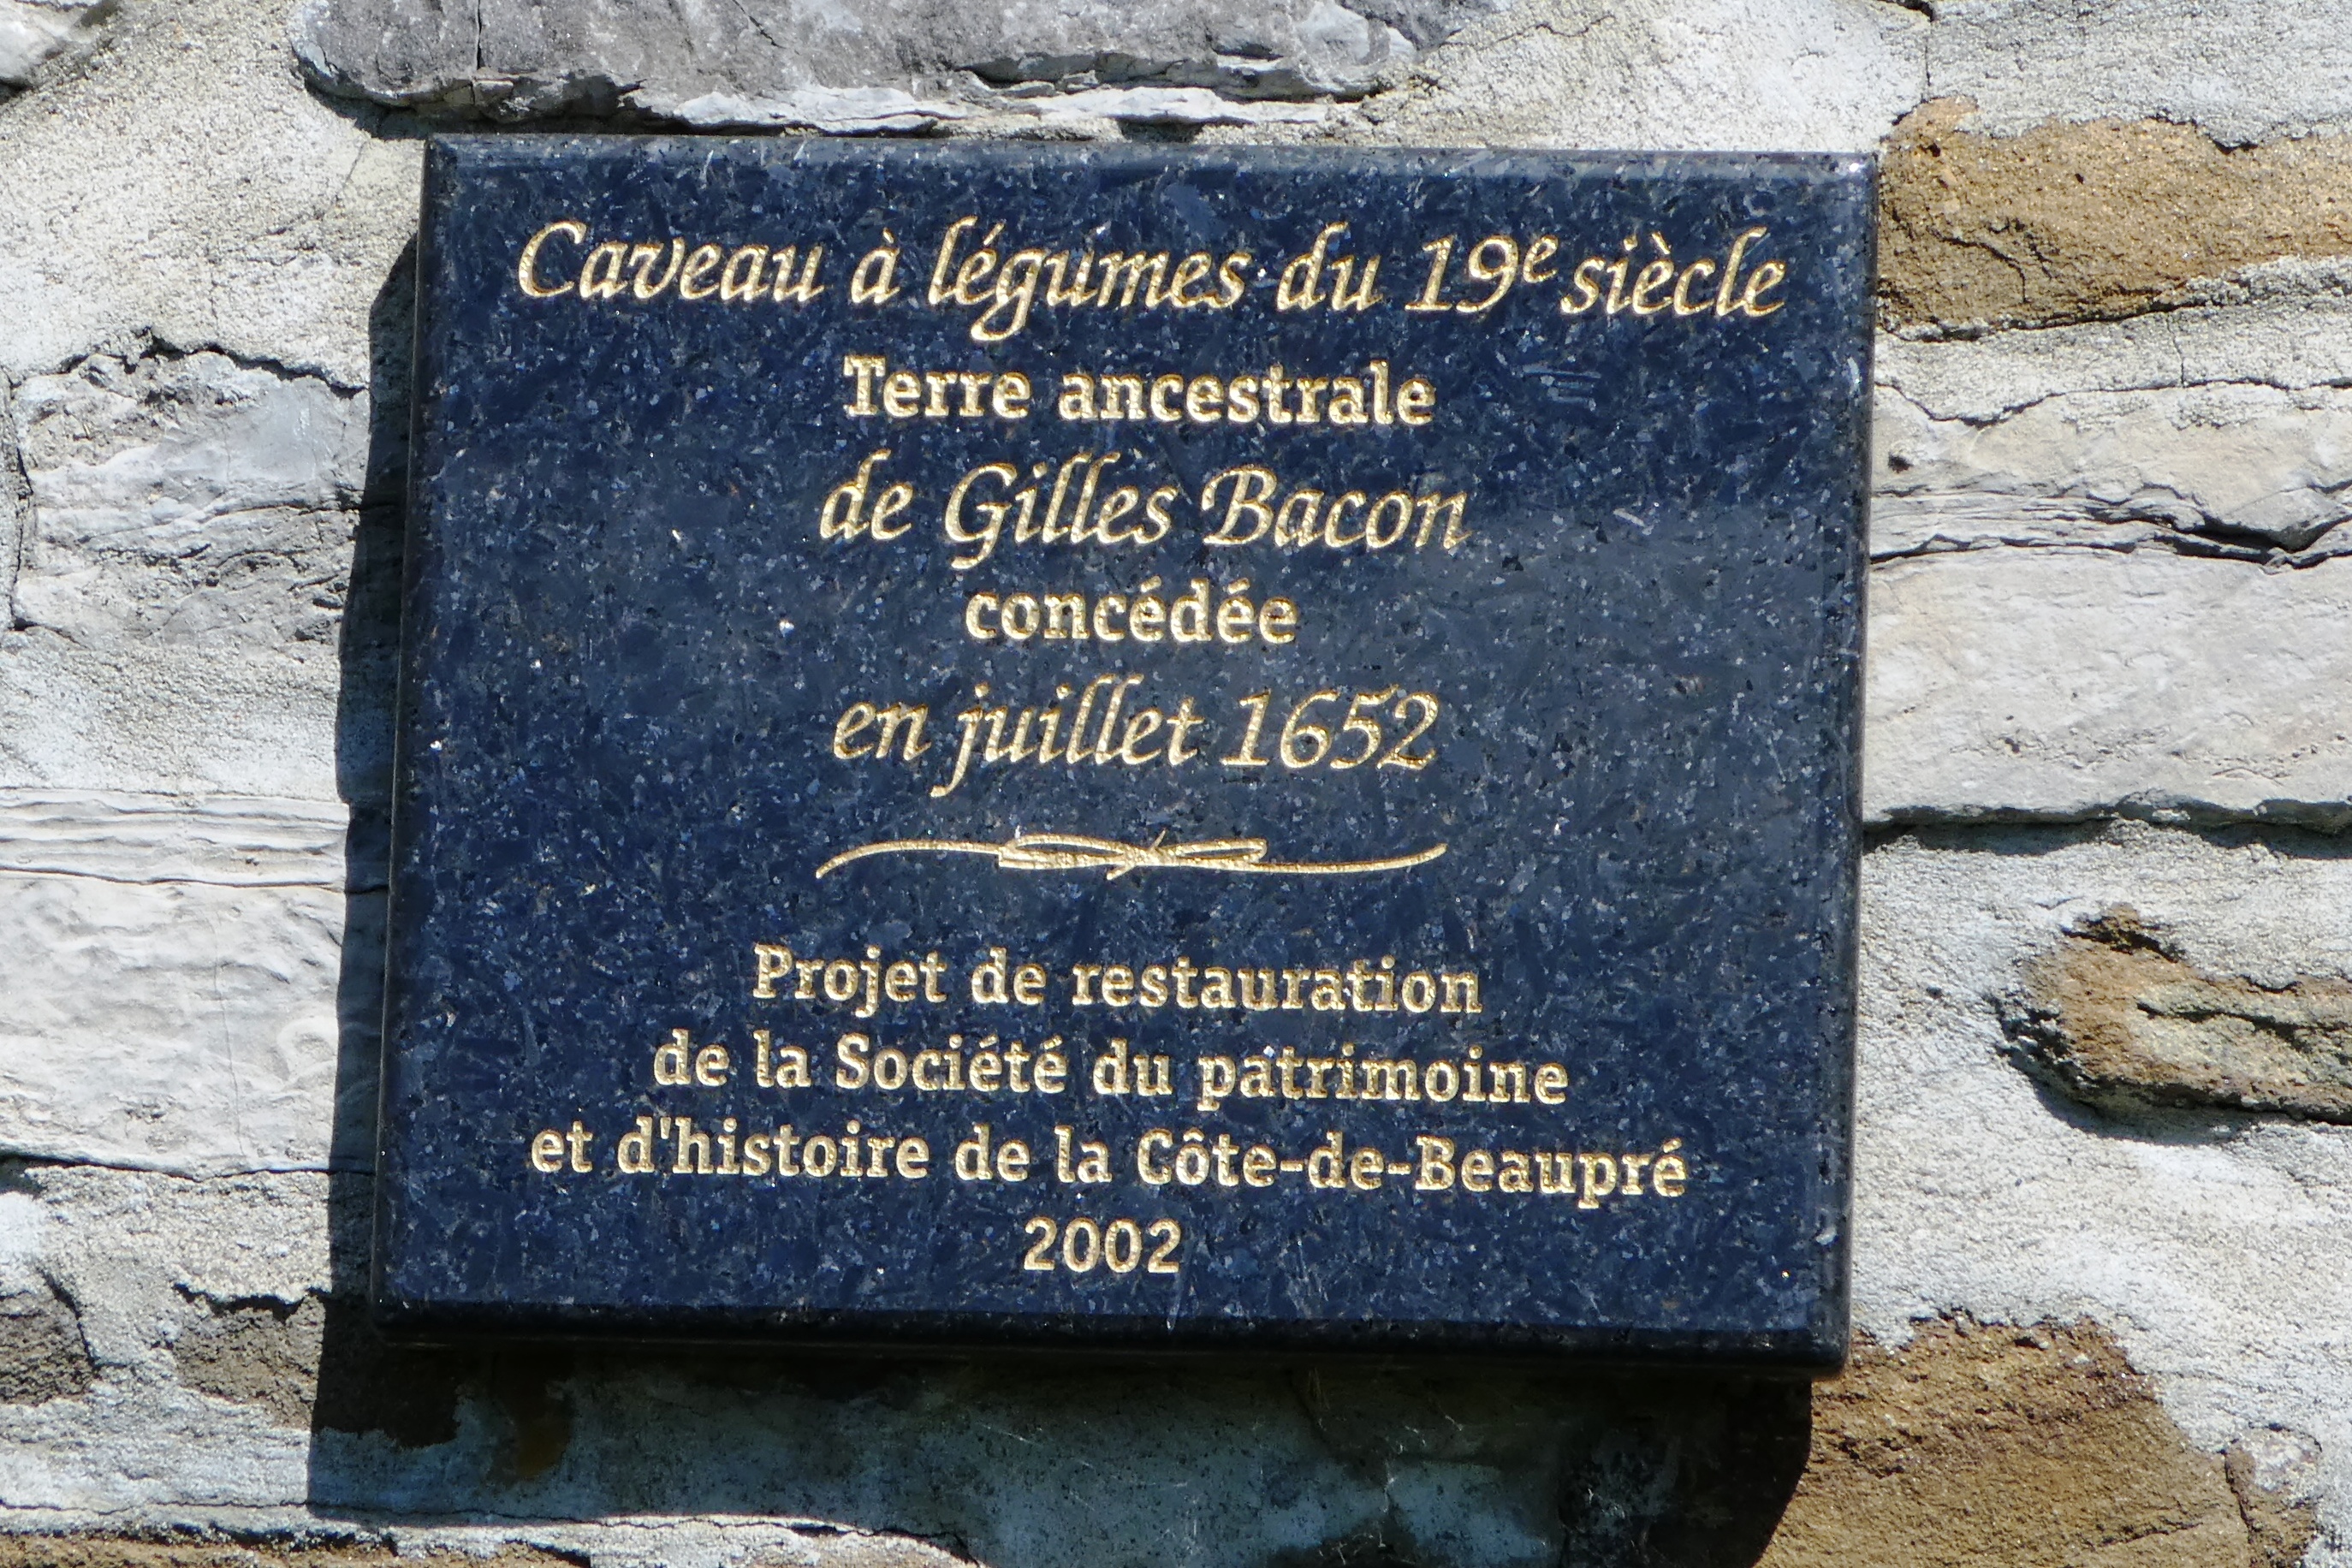 Caveau à légumes du 19e siècle
Terre ancestrale
de Gilles Bacon
concédée
en juillet 1652
Projet de restauration
de la Société du patrimoine
et d'histoire de la Côte-de-Beaupré
2002